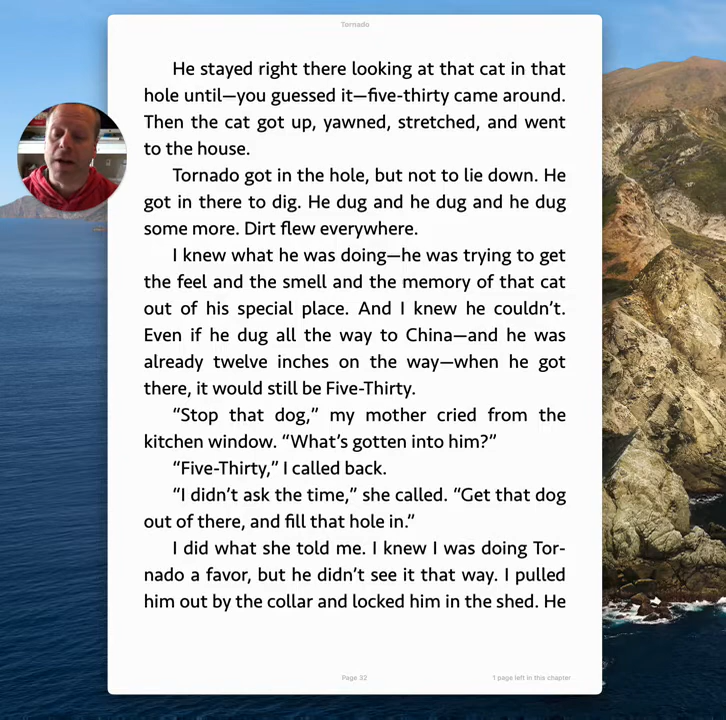 Tornado
He stayed right there looking at that cat in that
hole until—you guessed it—five-thirty came around.
Then the cat got up, yawned, stretched, and went
to the house.
Tornado got in the hole, but not to lie down. He
got in there to dig. He dug and he dug and he dug
some more. Dirt flew everywhere.
I knew what he was doing—he was trying to get
the feel and the smell and the memory of that cat
out of his special place. And I knew he couldn’t.
Even if he dug all the way to China—and he was
already twelve inches on the way—when he got
there, it would still be Five-Thirty.
“Stop that dog,” my mother cried from the
kitchen window. “What’s gotten into him?”
“Five-Thirty,” I called back.
“I didn’t ask the time,” she called. “Get that dog
out of there, and fill that hole in.”
I did what she told me. I knew I was doing Tor-
nado a favor, but he didn’t see it that way. I pulled
him out by the collar and locked him in the shed. He
Page 32
1 page left in this chapter